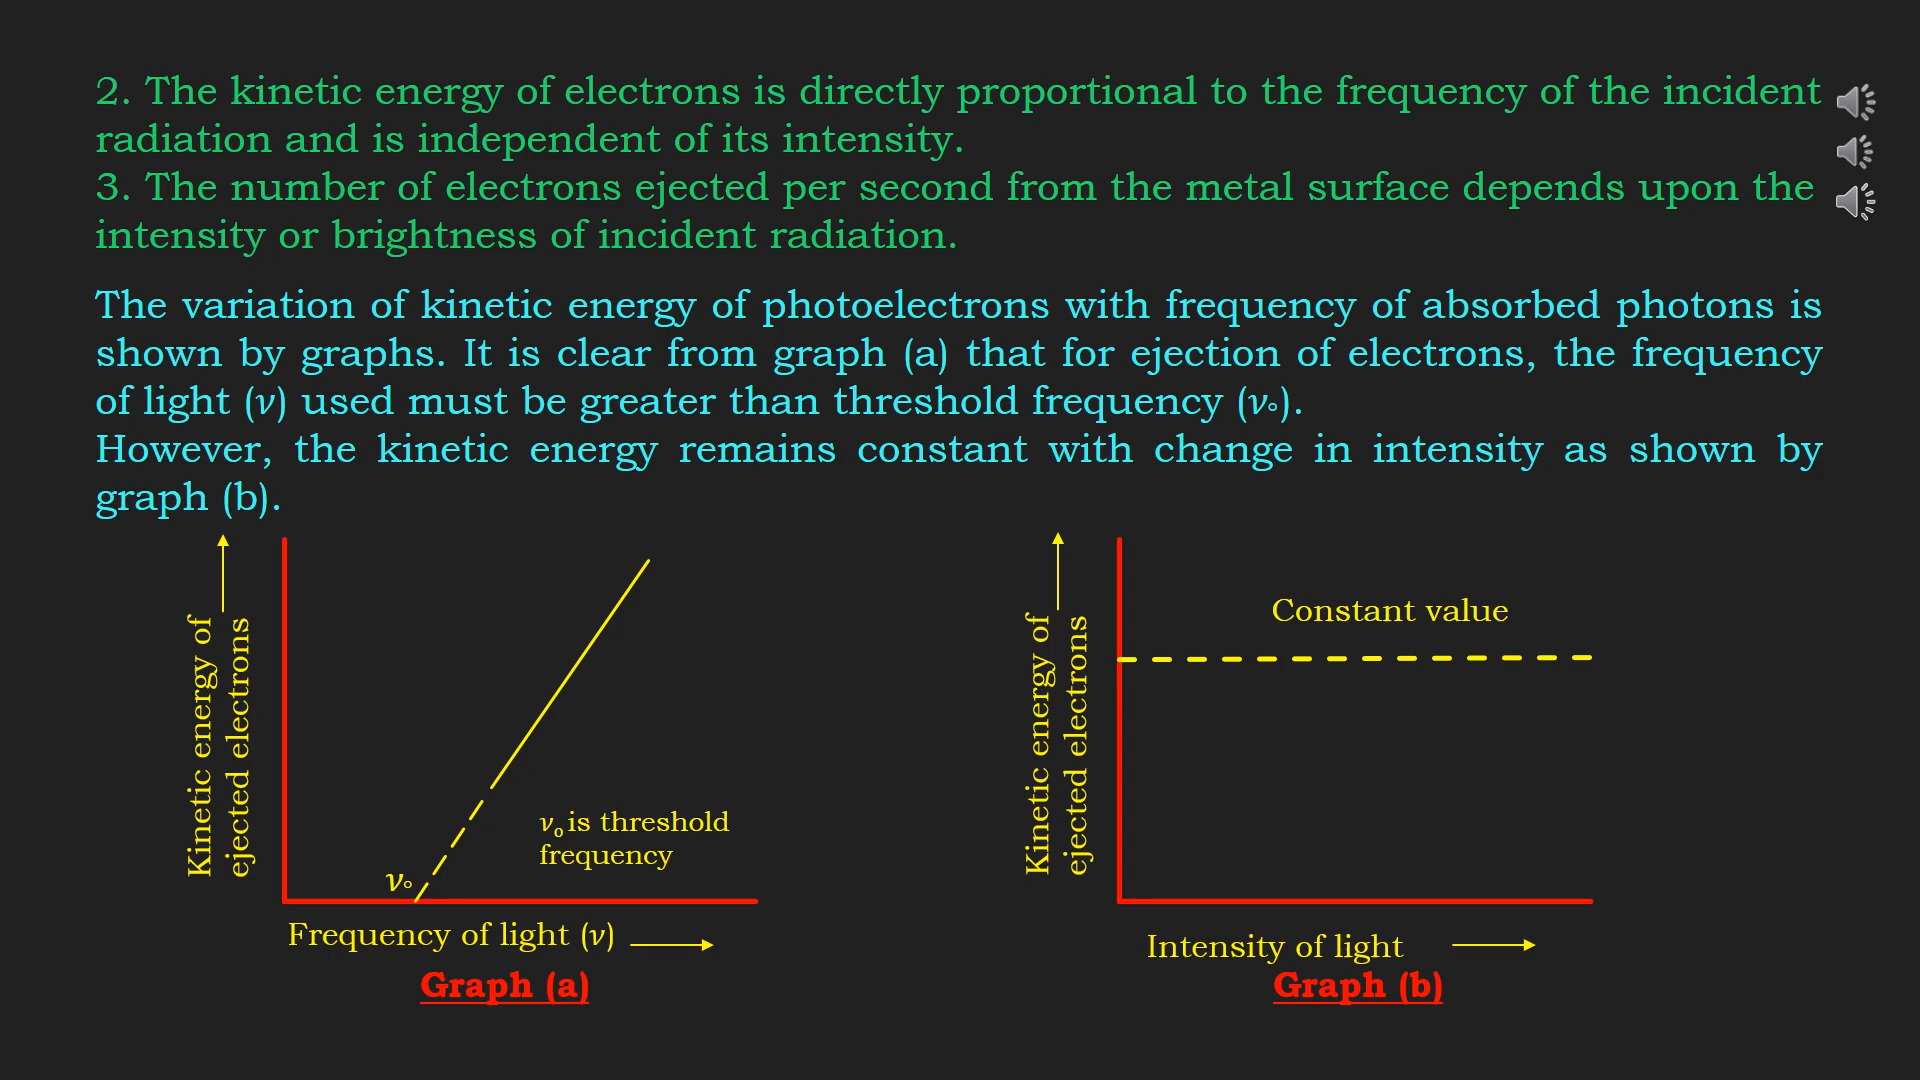 2. The kinetic energy of electrons is directly proportional to the frequency of the incident
radiation and is independent of its intensity.
3. The number of electrons ejected per second from the metal surface depends upon the
intensity or brightness of incident radiation.
The variation of kinetic energy of photoelectrons with frequency of absorbed photons is
shown by graphs. It is clear from graph (a) that for ejection of electrons, the frequency
of light (ν) used must be greater than threshold frequency (ν∘).
However, the kinetic energy remains constant with change in intensity as shown by
graph (b).
Kinetic energy of
ejected electrons
ν₀ is threshold
frequency
ν∘
Frequency of light (ν)
Graph (a)
Kinetic energy of
ejected electrons
Constant value
Intensity of light
Graph (b)